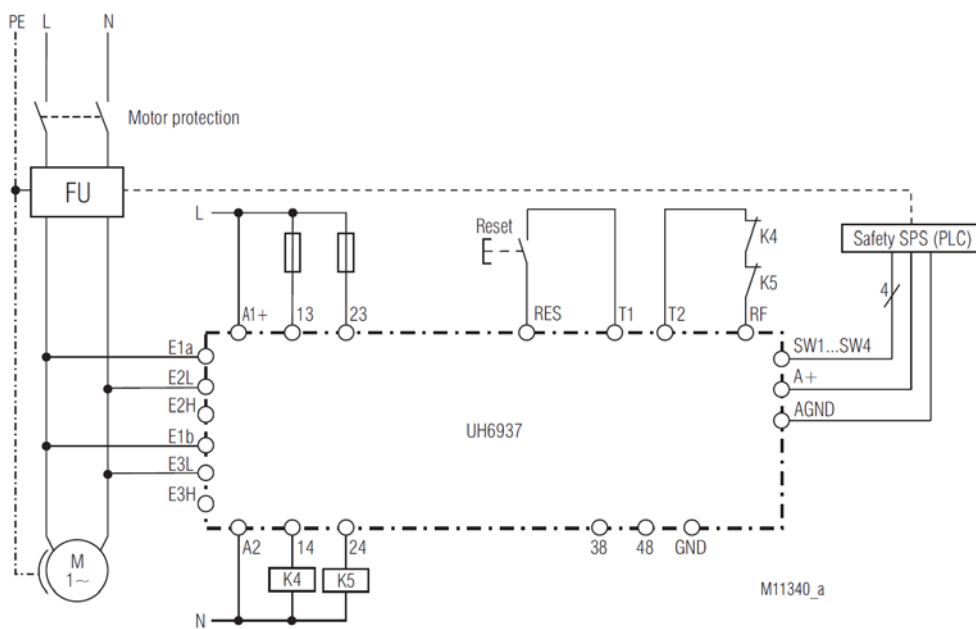 PE L N
Motor protection
FU
L
Reset
K4
K5
Safety SPS (PLC)
4
A1+ 13 23 RES T1 T2 RF
E1a
E2L
E2H
E1b
E3L
E3H
UH6937
SW1...SW4
A+
AGND
A2 14 24 38 48 GND
M
1~
K4 K5
N
M11340_a